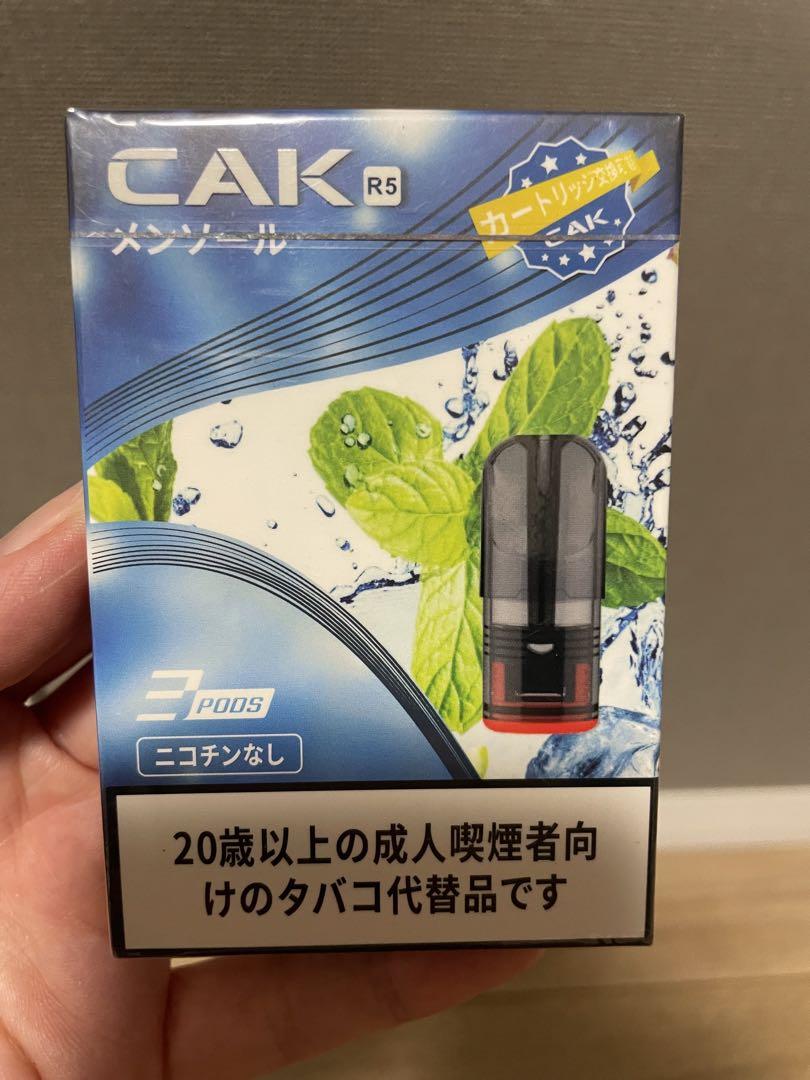 CAK R5
メンソール
カートリッジ交換
CAK
3 PODS
ニコチンなし
20歳以上の成人喫煙者向
けのタバコ代替品です